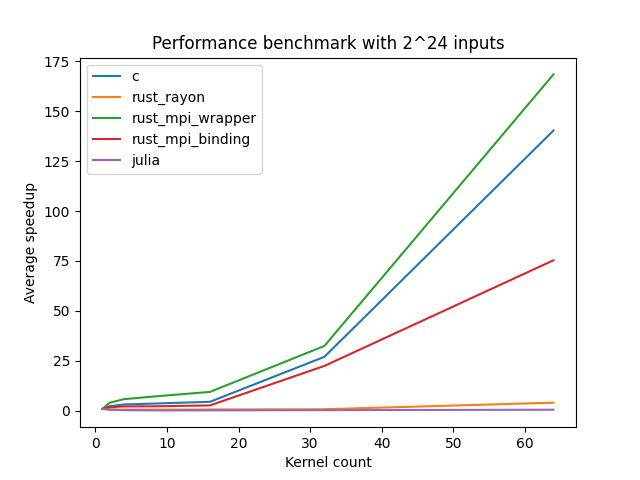 Performance benchmark with 2^24 inputs
c
rust_rayon
rust_mpi_wrapper
rust_mpi_binding
julia
Average speedup
175
150
125
100
75
50
25
0
0 10 20 30 40 50 60
Kernel count